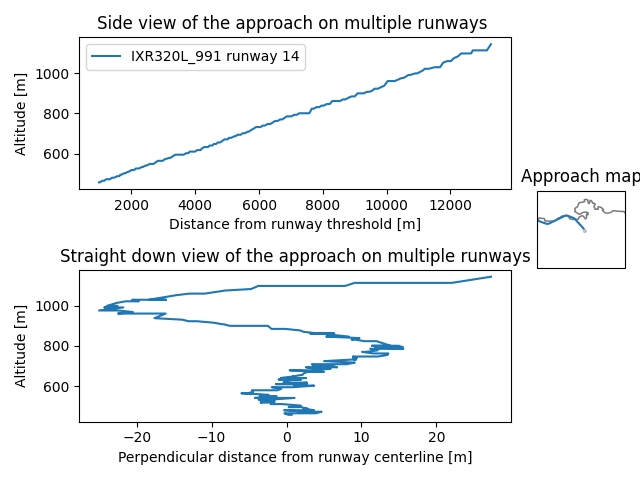 Side view of the approach on multiple runways
IXR320L_991 runway 14
Altitude [m]
1000
800
600
2000 4000 6000 8000 10000 12000
Distance from runway threshold [m]
Approach map
Straight down view of the approach on multiple runways
Altitude [m]
1000
800
600
−20 −10 0 10 20
Perpendicular distance from runway centerline [m]